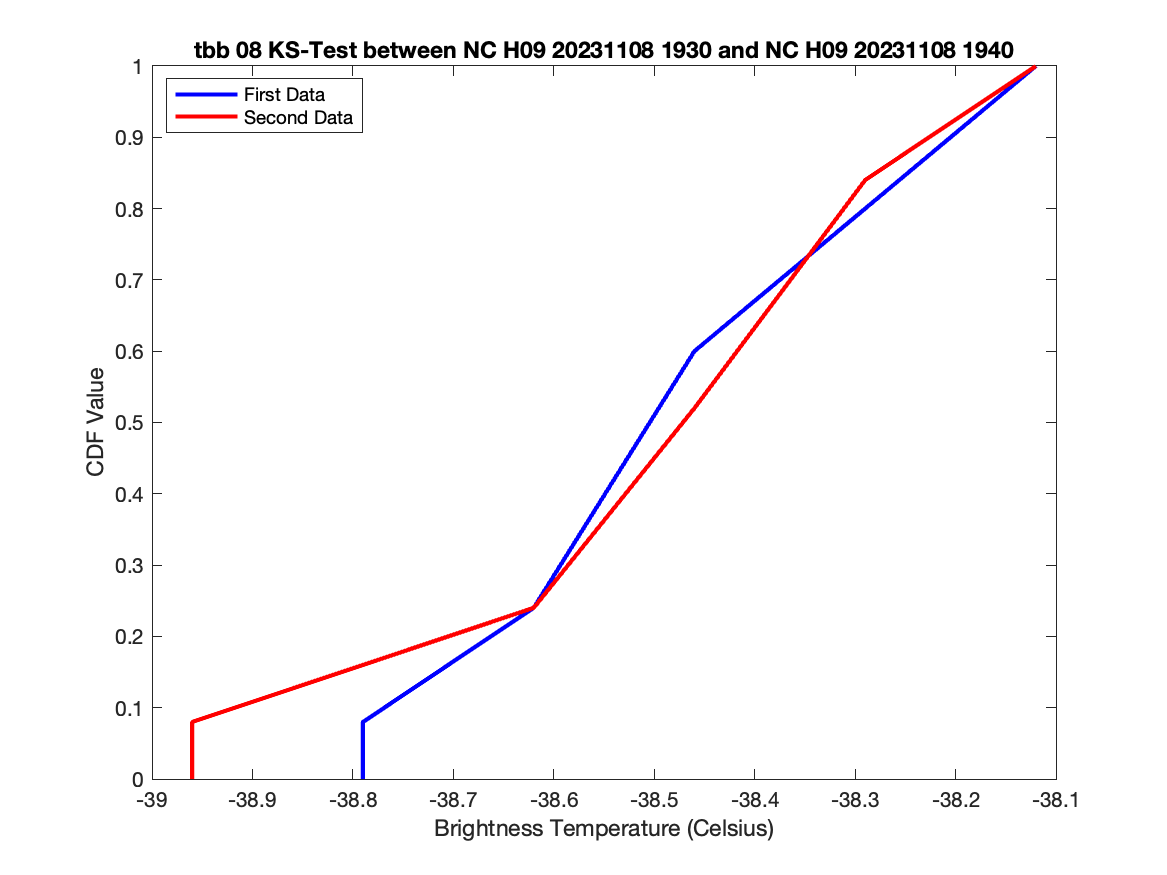 tbb 08 KS-Test between NC H09 20231108 1930 and NC H09 20231108 1940
First Data
Second Data
1
0.9
0.8
0.7
0.6
0.5
0.4
0.3
0.2
0.1
0
CDF Value
-39 -38.9 -38.8 -38.7 -38.6 -38.5 -38.4 -38.3 -38.2 -38.1
Brightness Temperature (Celsius)